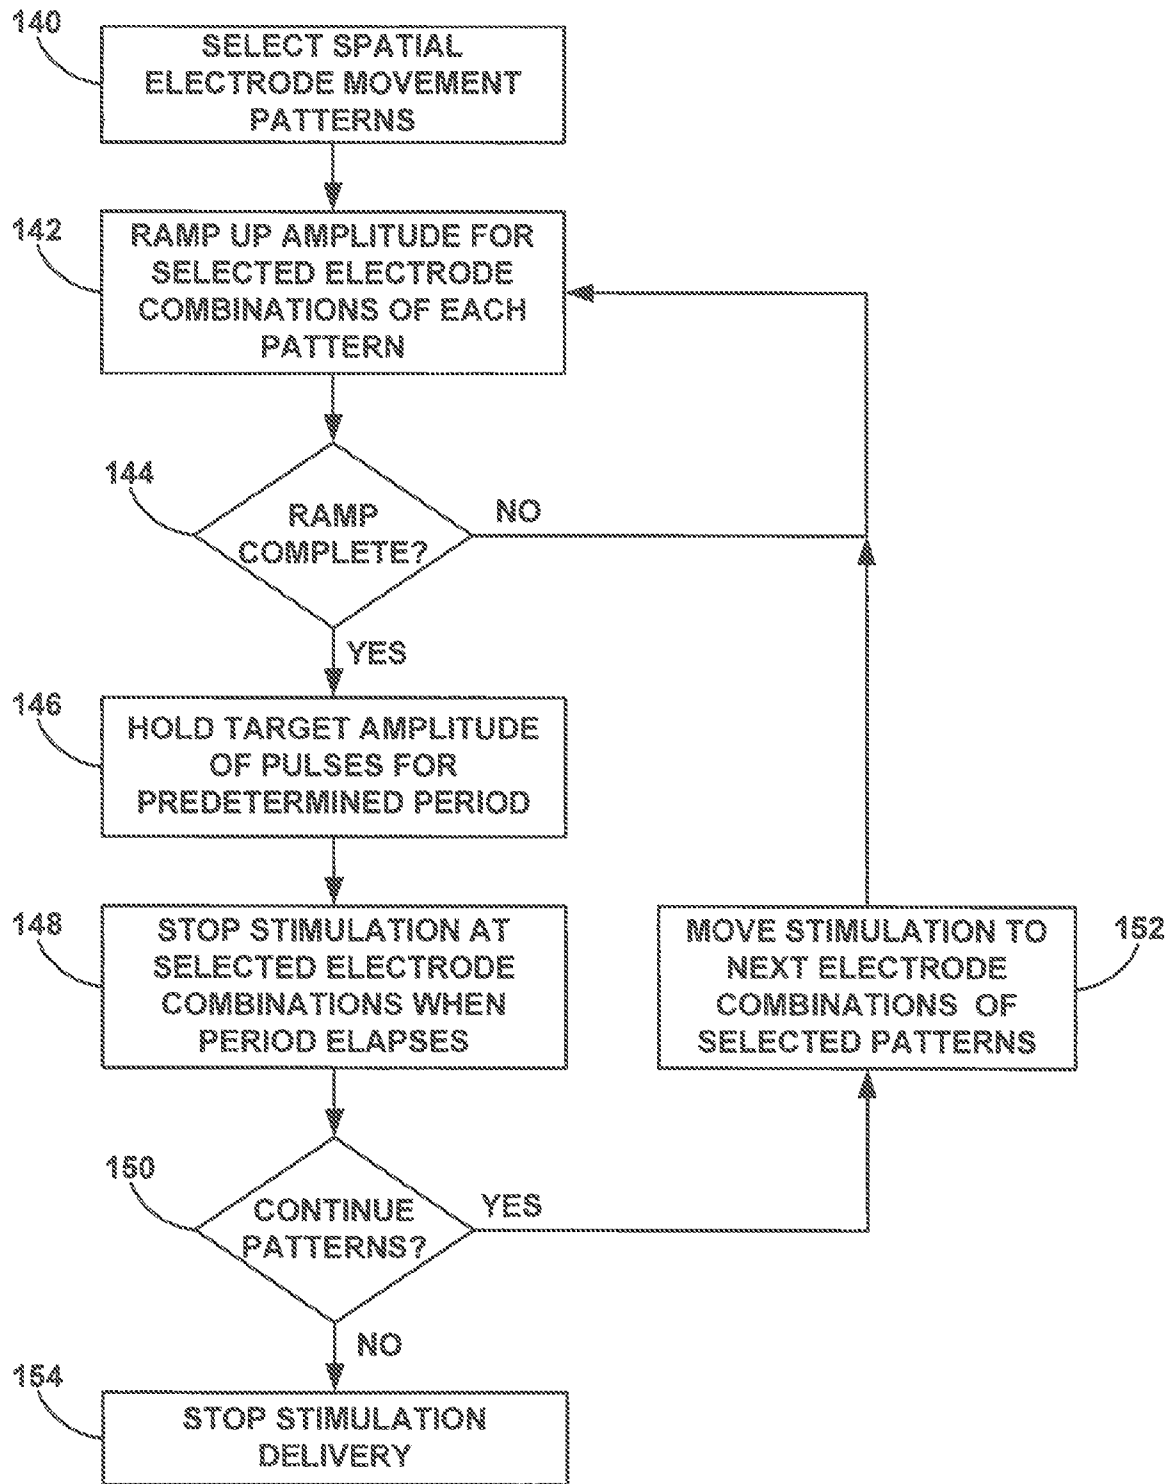 140
SELECT SPATIAL
ELECTRODE MOVEMENT
PATTERNS
142
RAMP UP AMPLITUDE FOR
SELECTED ELECTRODE
COMBINATIONS OF EACH
PATTERN
144
RAMP
COMPLETE?
NO
YES
146
HOLD TARGET AMPLITUDE
OF PULSES FOR
PREDETERMINED PERIOD
148
STOP STIMULATION AT
SELECTED ELECTRODE
COMBINATIONS WHEN
PERIOD ELAPSES
MOVE STIMULATION TO
NEXT ELECTRODE
COMBINATIONS OF
SELECTED PATTERNS
152
150
CONTINUE
PATTERNS?
YES
NO
154
STOP STIMULATION
DELIVERY